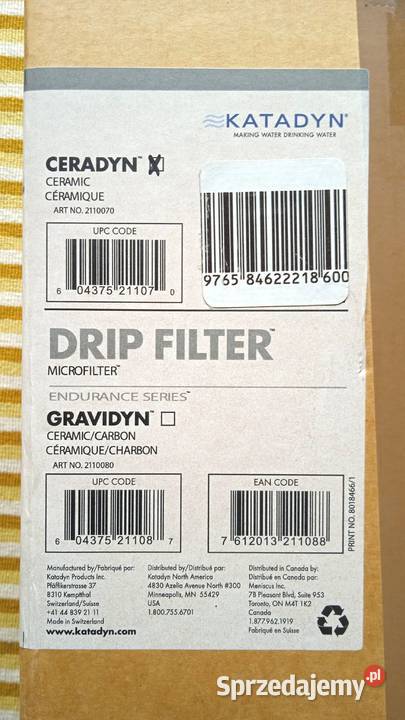 KATADYN®
MAKING WATER DRINKING WATER
CERADYN™
CERAMIC
CÉRAMIQUE
ART NO. 2110070
UPC CODE
6 04375 21107 0
9765 84622218 600
DRIP FILTER™
MICROFILTER™
ENDURANCE SERIES™
GRAVIDYN™
CERAMIC/CARBON
CÉRAMIQUE/CHARBON
ART NO. 2110080
UPC CODE
6 04375 21108 7
EAN CODE
7 612013 211088
PRINT NO. 8018466/1
Manufactured by/Fabriqué par:
Katadyn Products Inc.
Pfäffikerstrasse 37
8310 Kemptthal
Switzerland/Suisse
+41 44 839 21 11
Made in Switzerland
www.katadyn.com
Distributed by/Distribué par:
Katadyn North America
4830 Azelia Avenue North #300
Minneapolis, MN 55429
USA
1.800.755.6701
Distributed in Canada by:
Distribué en Canada par:
Meniscus Inc.
7B Pleasant Blvd, Suite 953
Toronto, ON M4T 1K2
Canada
1.877.962.1919
Fabriqué en Suisse
Sprzedajemy.pl